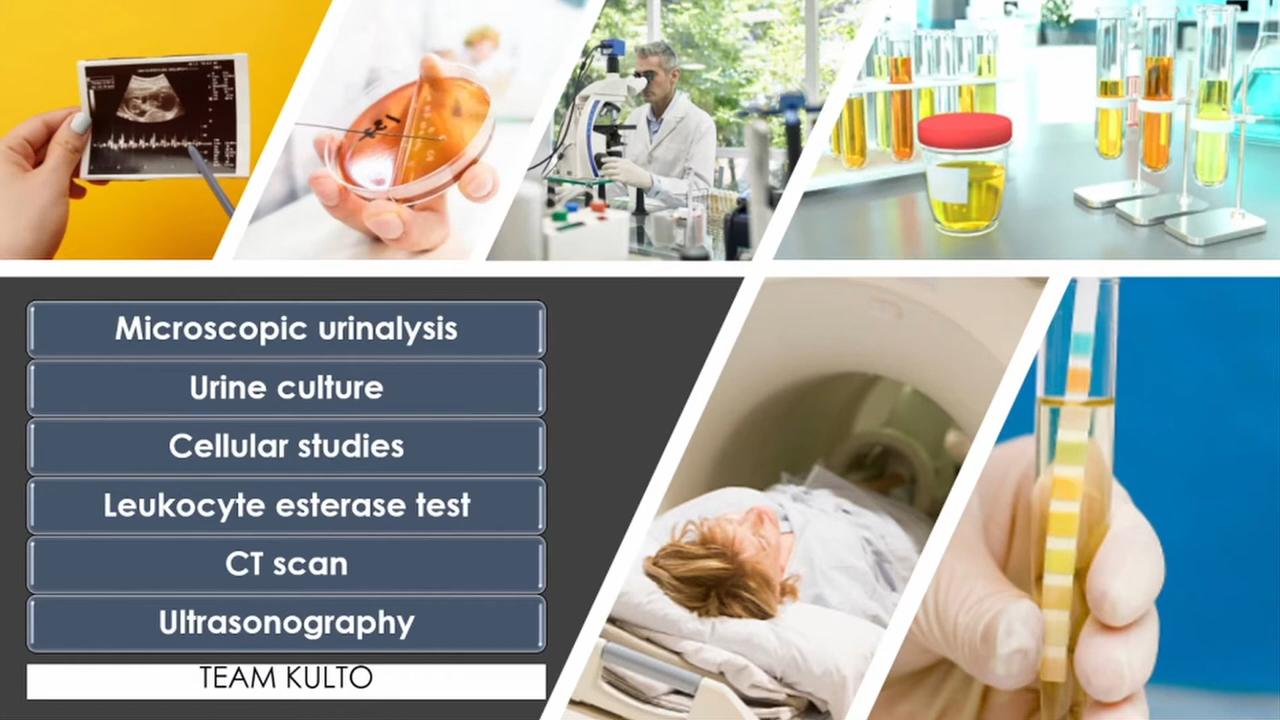 Microscopic urinalysis
Urine culture
Cellular studies
Leukocyte esterase test
CT scan
Ultrasonography
TEAM KULTO